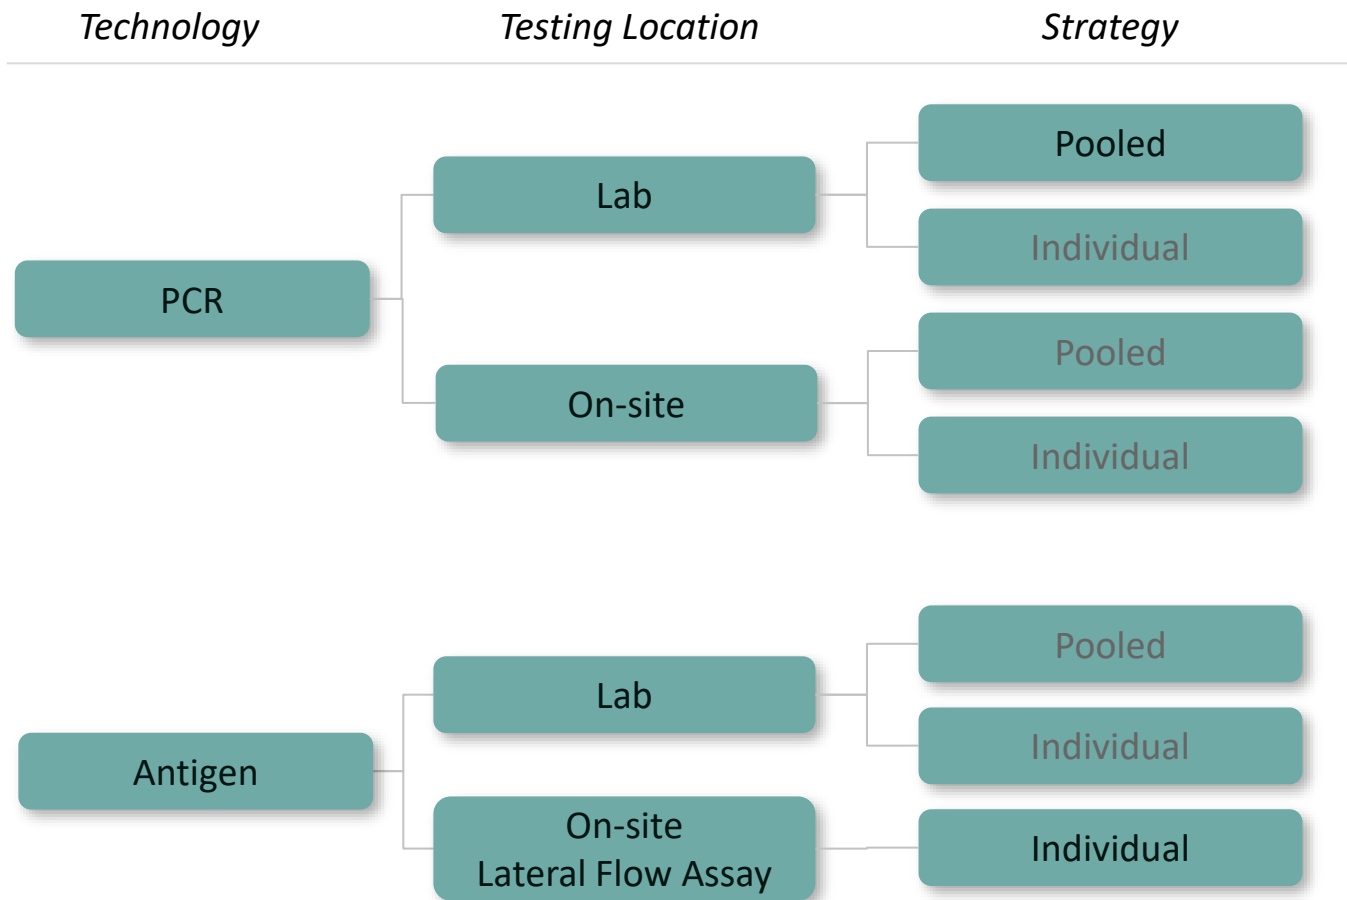 Technology Testing Location Strategy
Pooled
Lab
Individual
PCR
Pooled
On-site
Individual
Pooled
Lab
Individual
Antigen
On-site
Lateral Flow Assay
Individual